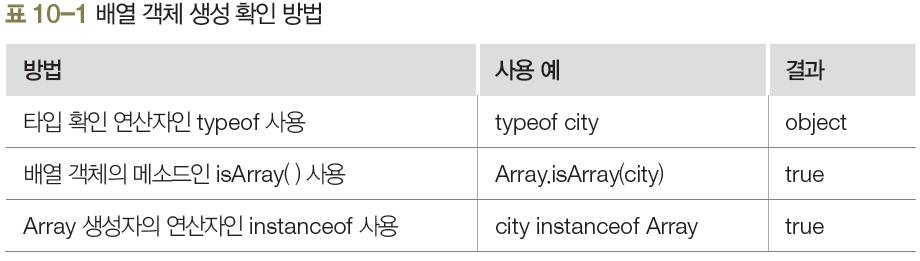 표 10-1 배열 객체 생성 확인 방법
방법 사용 예 결과
타입 확인 연산자인 typeof 사용 typeof city object
배열 객체의 메소드인 isArray( ) 사용 Array.isArray(city) true
Array 생성자의 연산자인 instanceof 사용 city instanceof Array true